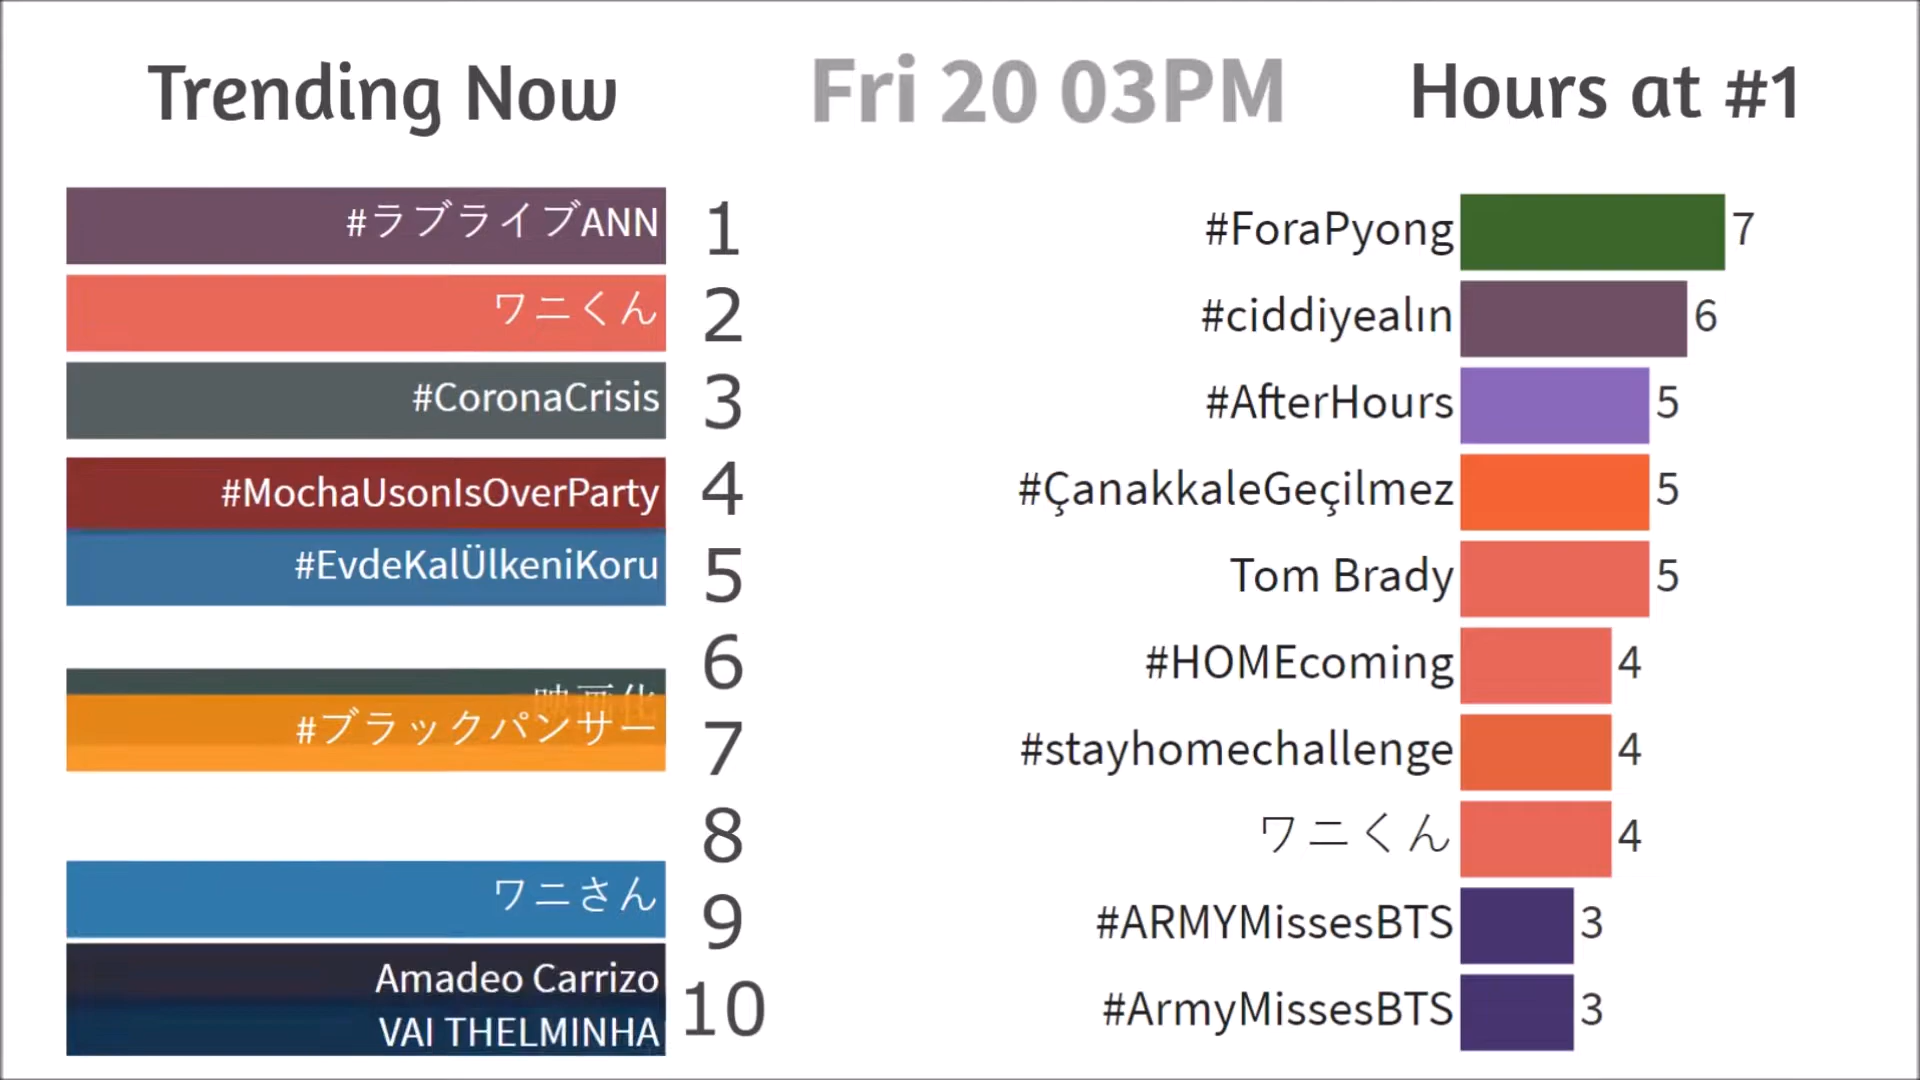 Trending Now
Fri 20 03PM
Hours at #1
#ラブライブANN 1
ワニくん 2
#CoronaCrisis 3
#MochaUsonIsOverParty 4
#EvdeKalÜlkeniKoru 5
映画化 6
#ブラックパンサー 7
8
ワニさん 9
Amadeo Carrizo
VAI THELMINHA 10
#ForaPyong 7
#ciddiyealın 6
#AfterHours 5
#ÇanakkaleGeçilmez 5
Tom Brady 5
#HOMEcoming 4
#stayhomechallenge 4
ワニくん 4
#ARMYMissesBTS 3
#ArmyMissesBTS 3